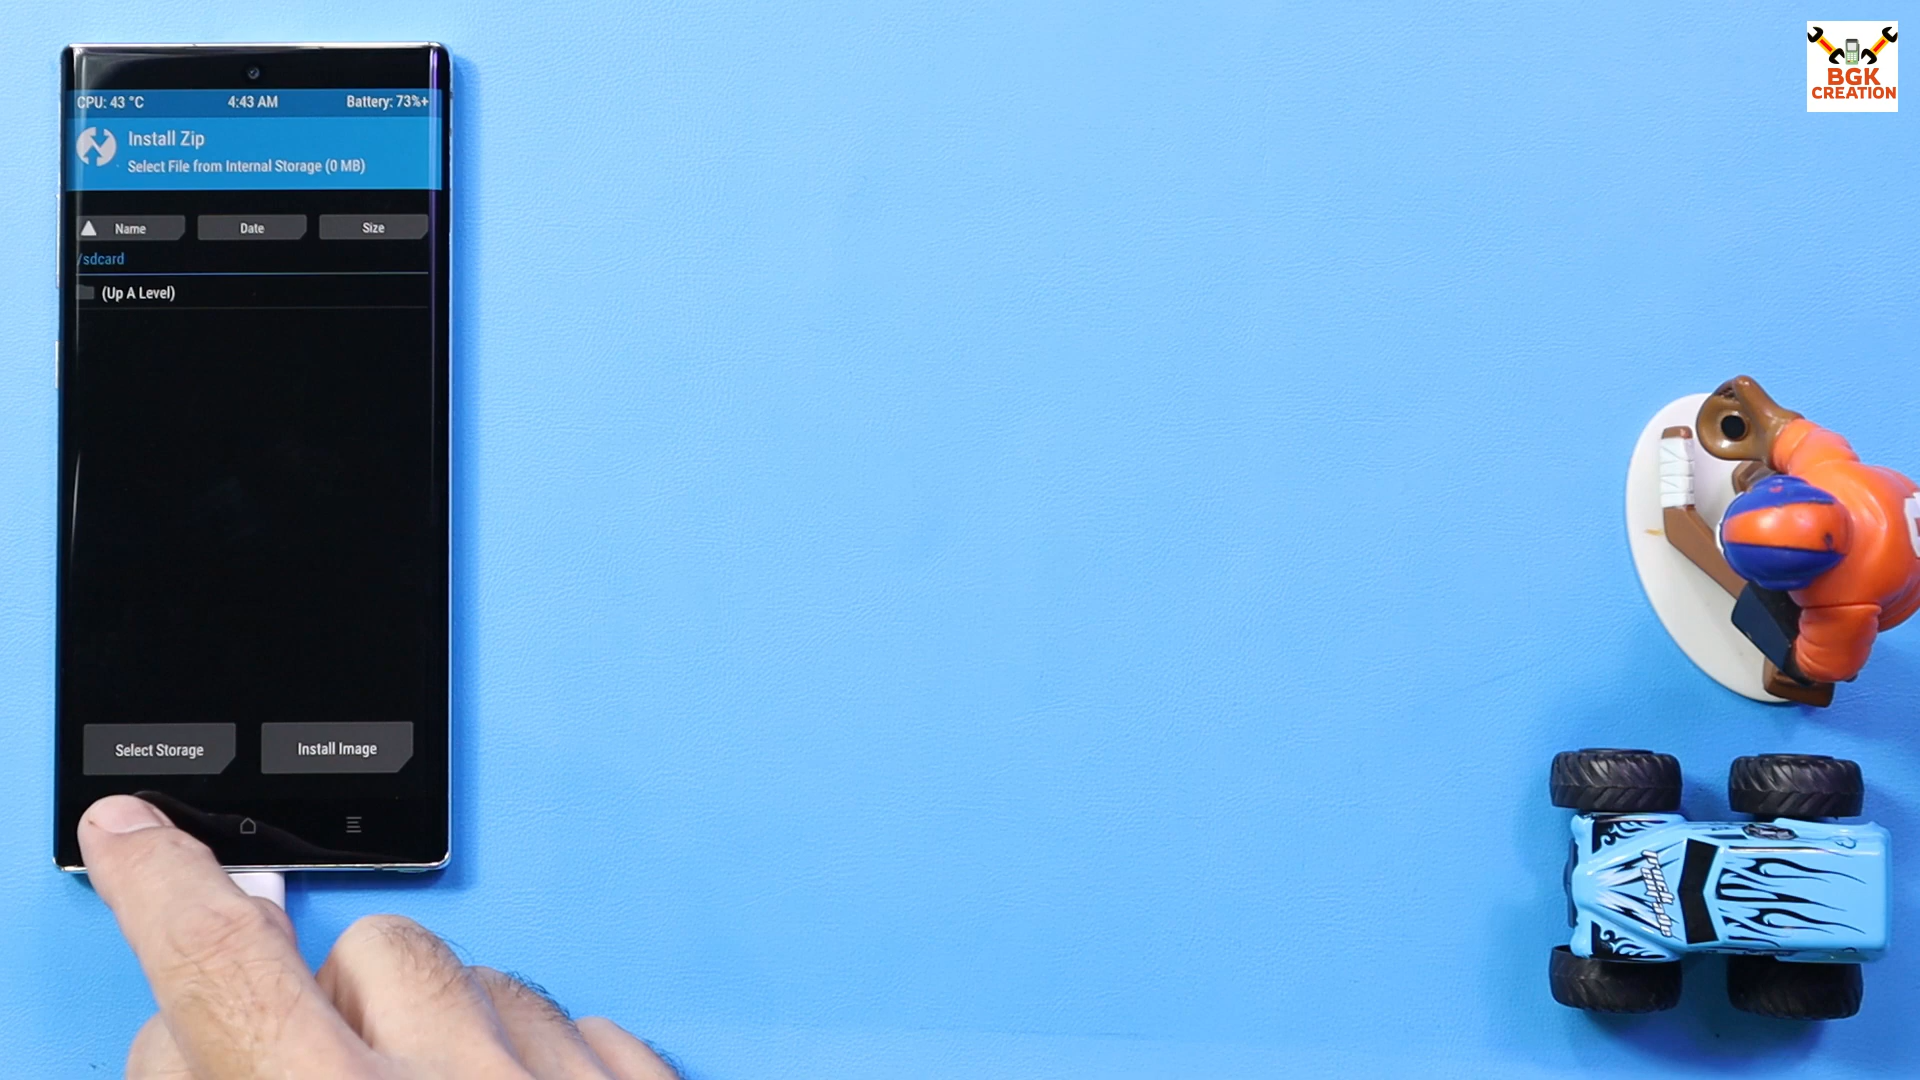 BGK
CREATION
CPU: 43 °C
4:43 AM
Battery: 73%+
Install Zip
Select File from Internal Storage (0 MB)
Name
Date
Size
/sdcard
(Up A Level)
Select Storage
Install Image